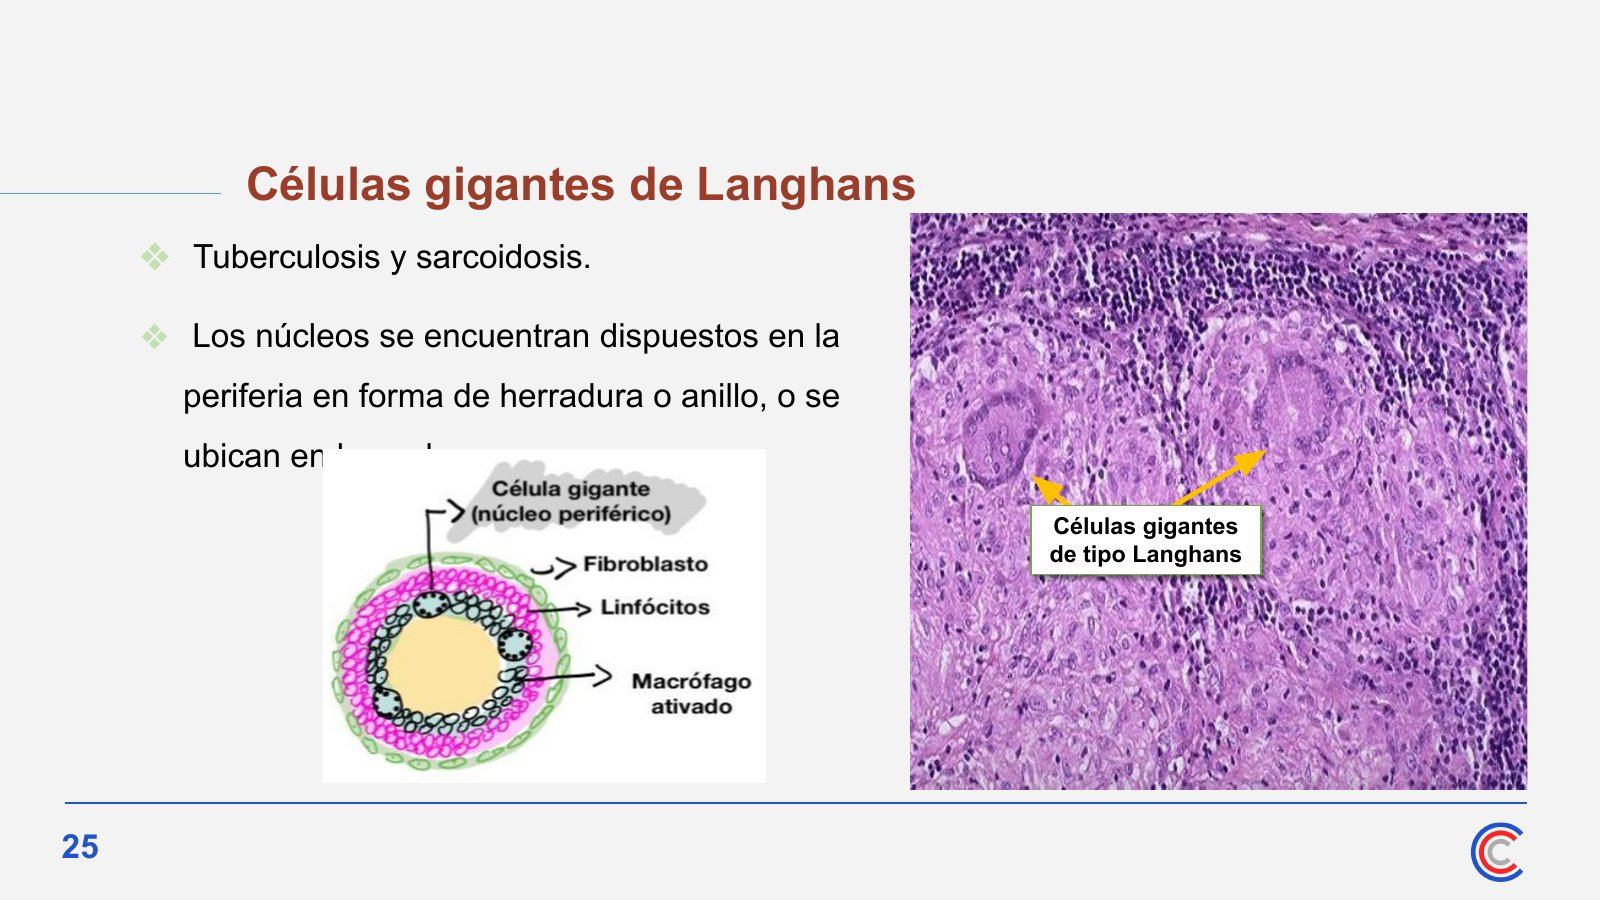 Células gigantes de Langhans
Tuberculosis y sarcoidosis.
Los núcleos se encuentran dispuestos en la
periferia en forma de herradura o anillo, o se
ubican en
Célula gigante
(núcleo periférico)
Fibroblasto
Linfócitos
Macrófago
ativado
Células gigantes
de tipo Langhans
25